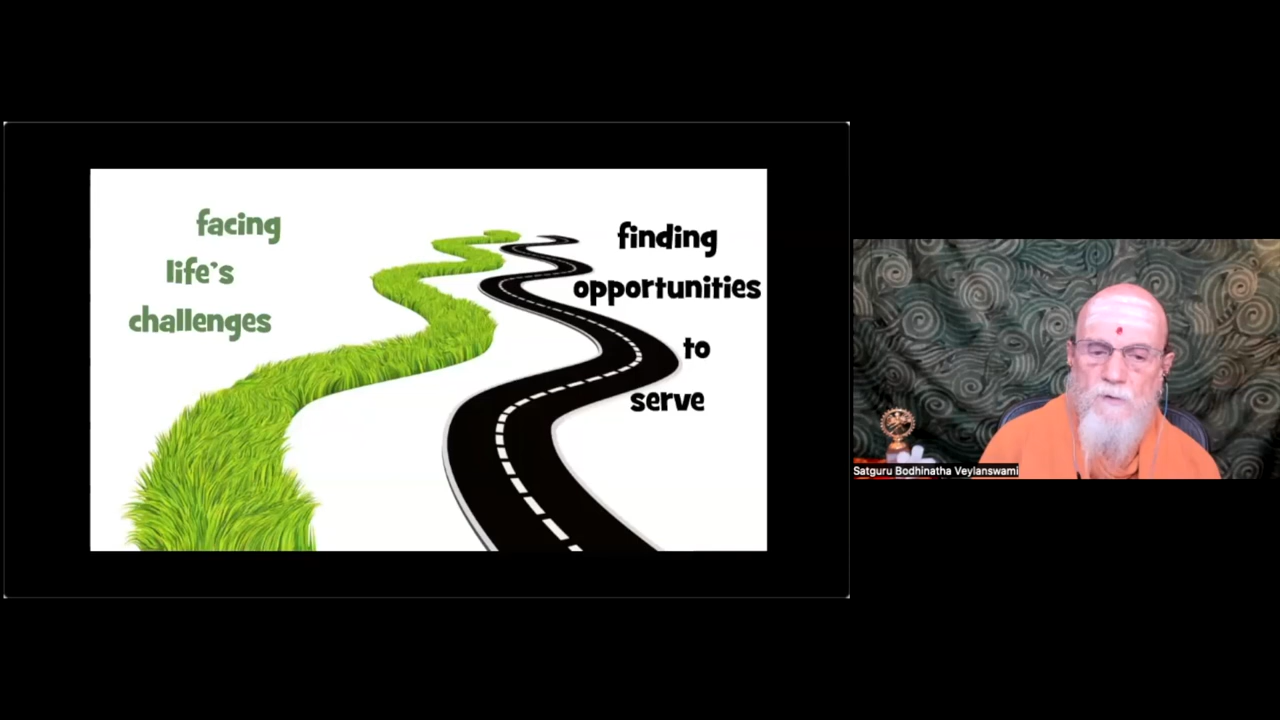 facing
life's
challenges
finding
opportunities
to
serve
Satguru Bodhinatha Veylanswami